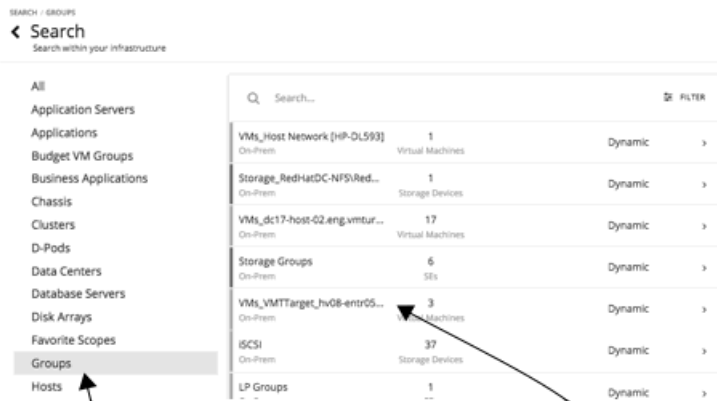 SEARCH / GROUPS
Search
Search within your infrastructure
All
Application Servers
Applications
Budget VM Groups
Business Applications
Chassis
Clusters
D-Pods
Data Centers
Database Servers
Disk Arrays
Favorite Scopes
Groups
Hosts
Search...
FILTER
VMs_Host Network [HP-DL593] 1 Dynamic
On-Prem Virtual Machines
Storage_RedHatDC-NFS\Red... 1 Dynamic
On-Prem Storage Devices
VMs_dc17-host-02.eng.vmtur... 17 Dynamic
On-Prem Virtual Machines
Storage Groups 6 Dynamic
On-Prem SEs
VMs_VMTTarget_hv08-entr05... 3 Dynamic
On-Prem Virtual Machines
iSCSI 37 Dynamic
On-Prem Storage Devices
LP Groups 1 Dynamic